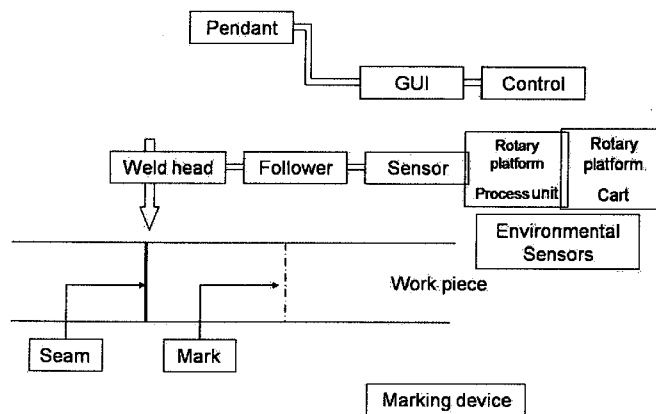 Pendant
GUI
Control
Weld head
Follower
Sensor
Rotary
platform
Process unit
Rotary
platform
Cart
Environmental
Sensors
Work piece
Seam
Mark
Marking device